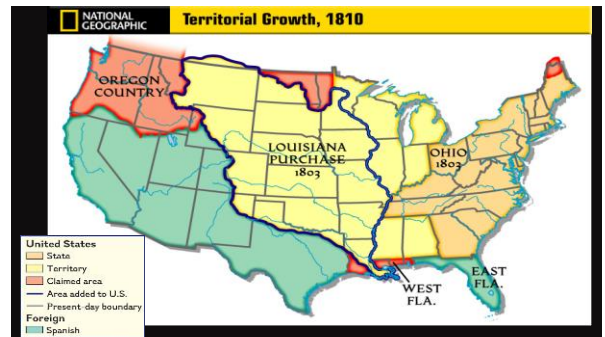 NATIONAL
GEOGRAPHIC
Territorial Growth, 1810
OREGON
COUNTRY
LOUISIANA
PURCHASE
1803
OHIO
1803
WEST
FLA.
EAST
FLA.
United States
State
Territory
Claimed area
Area added to U.S.
Present-day boundary
Foreign
Spanish